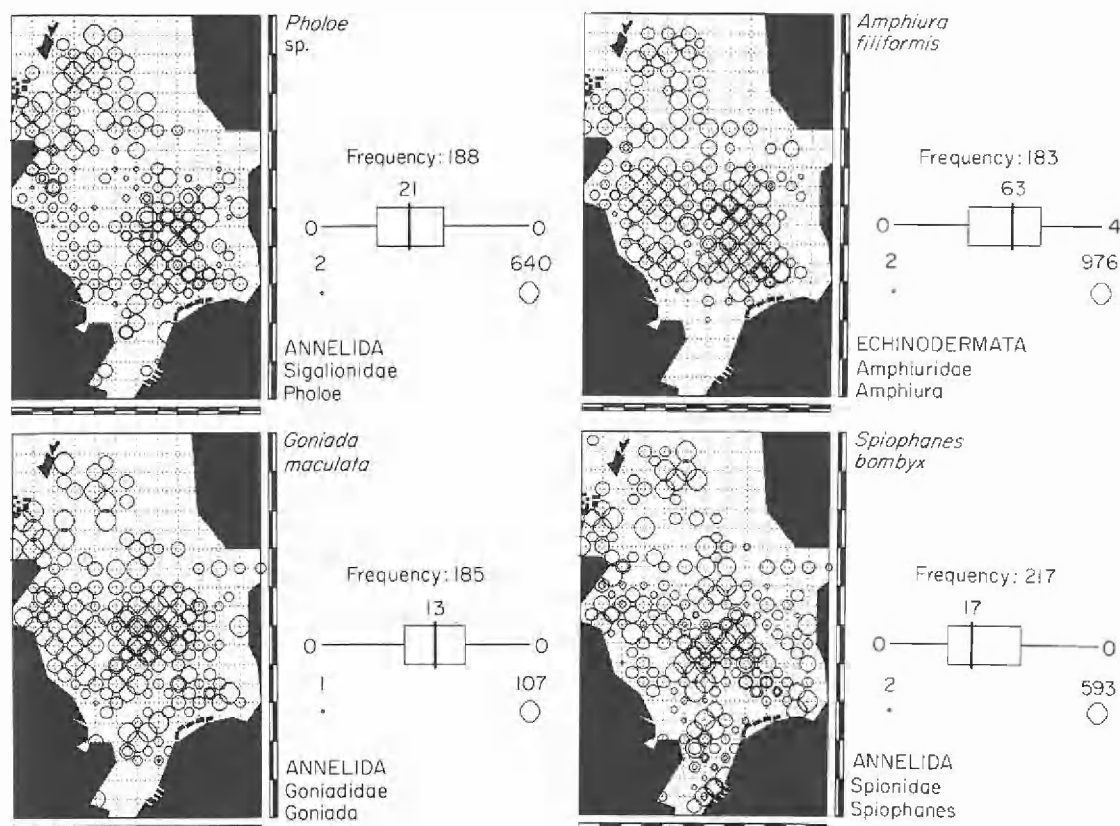 Pholoe
sp.
Frequency: 188
21
0
0
2
640
ANNELIDA
Sigalionidae
Pholoe
Amphiura
filiformis
Frequency: 183
63
0
4
2
976
ECHINODERMATA
Amphiuridae
Amphiura
Goniada
maculata
Frequency: 185
13
0
0
1
107
ANNELIDA
Goniadidae
Goniada
Spiophanes
bombyx
Frequency: 217
17
0
0
2
593
ANNELIDA
Spionidae
Spiophanes